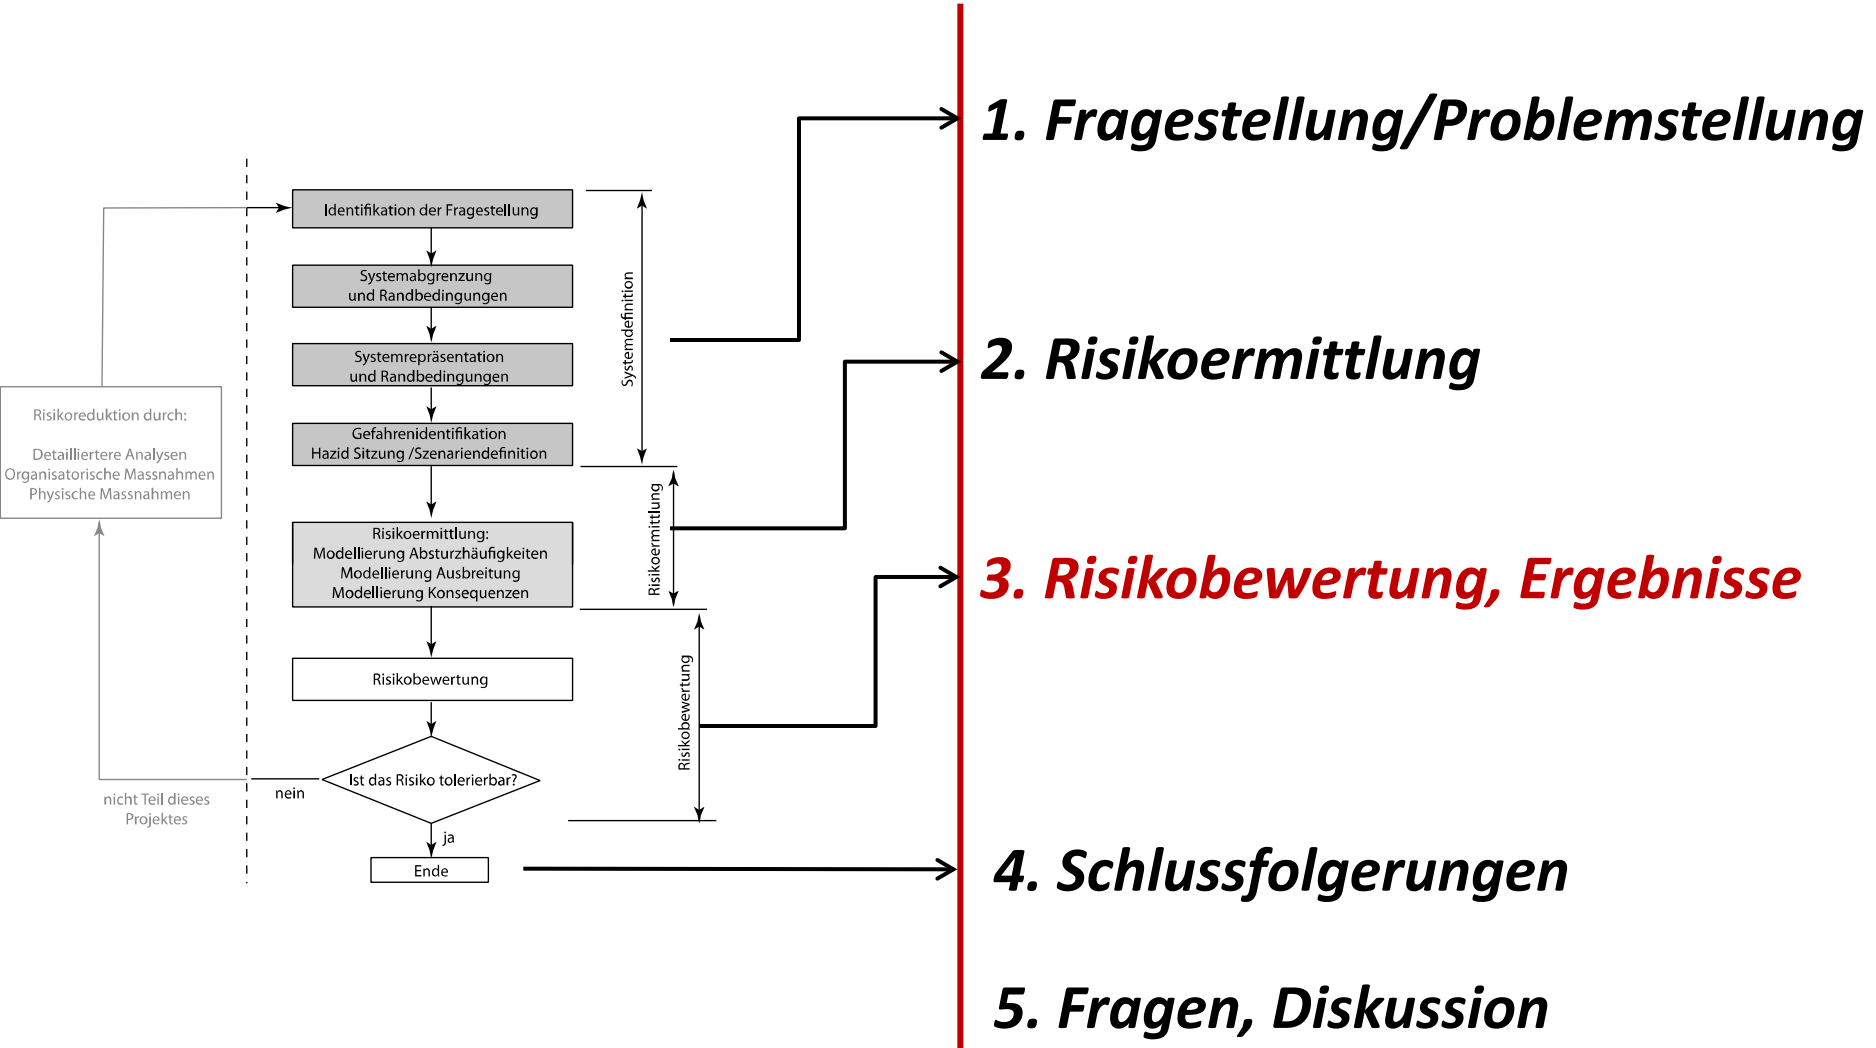 Identifikation der Fragestellung
Systemabgrenzung
und Randbedingungen
Systemrepräsentation
und Randbedingungen
Gefahrenidentifikation
Hazid Sitzung /Szenariendefinition
Risikoermittlung:
Modellierung Absturzhäufigkeiten
Modellierung Ausbreitung
Modellierung Konsequenzen
Risikobewertung
Ist das Risiko tolerierbar?
nein
ja
Ende
Risikoreduktion durch:
Detailliertere Analysen
Organisatorische Massnahmen
Physische Massnahmen
nicht Teil dieses
Projektes
Systemdefinition
Risikoermittlung
Risikobewertung
1. Fragestellung/Problemstellung
2. Risikoermittlung
3. Risikobewertung, Ergebnisse
4. Schlussfolgerungen
5. Fragen, Diskussion